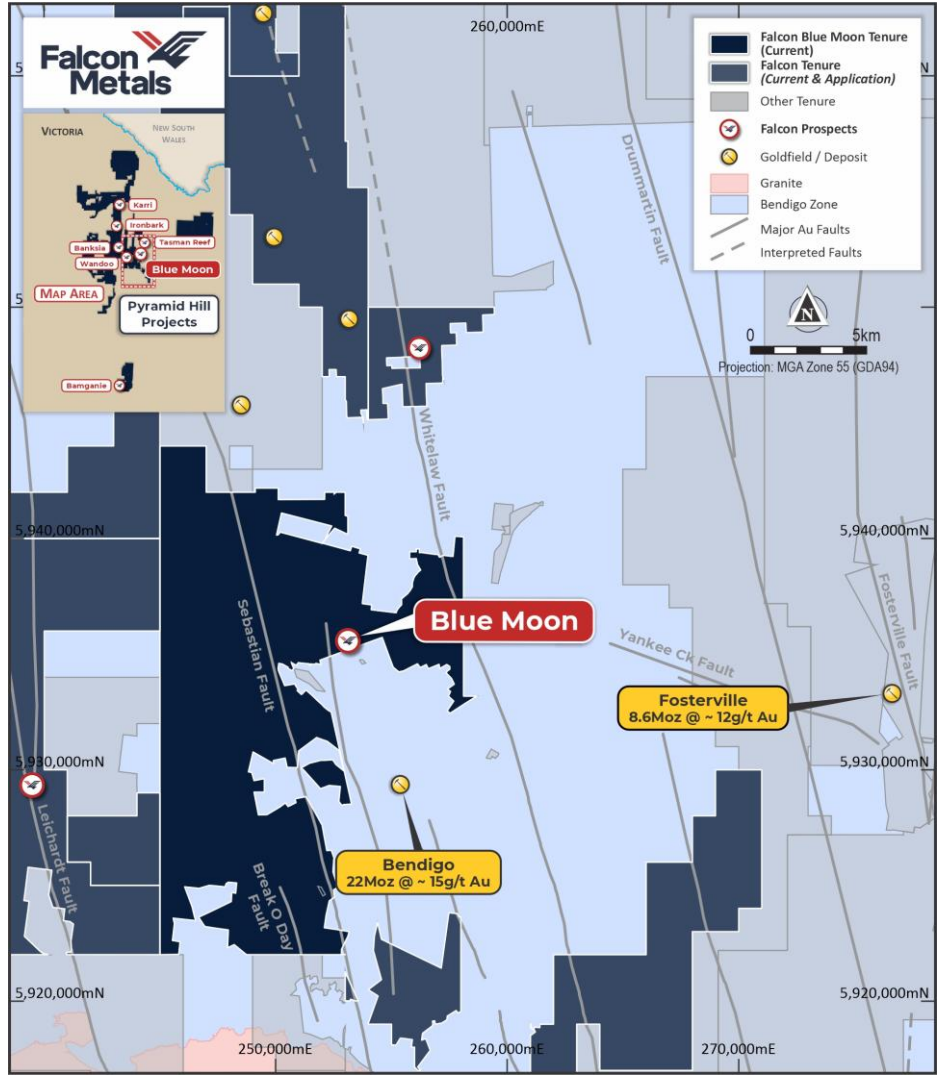 Falcon
Metals
VICTORIA
NEW SOUTH
WALES
Karri
Ironbark
Banksia
Tasman Reef
Wandoo
Blue Moon
MAP AREA
Pyramid Hill
Projects
Bamganie
260,000mE
Falcon Blue Moon Tenure
(Current)
Falcon Tenure
(Current & Application)
Other Tenure
Falcon Prospects
Goldfield / Deposit
Granite
Bendigo Zone
Major Au Faults
Interpreted Faults
N
0 5km
Projection: MGA Zone 55 (GDA94)
Drummartin Fault
Whitelaw Fault
5,940,000mN
5,940,000mN
Sebastian Fault
Blue Moon
Yankee Ck Fault
Fosterville Fault
Fosterville
8.6Moz @ ~ 12g/t Au
5,930,000mN
5,930,000mN
Leichardt Fault
Bendigo
22Moz @ ~ 15g/t Au
Break O Day
Fault
5,920,000mN
5,920,000mN
250,000mE
260,000mE
270,000mE